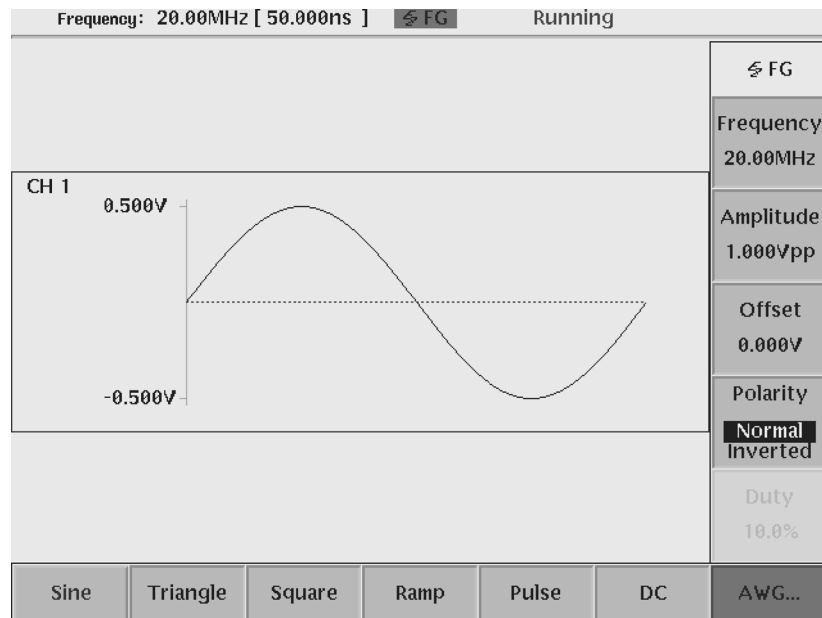 Frequency: 20.00MHz [ 50.000ns ] FG Running
FG
Frequency
20.00MHz
CH 1
0.500V
Amplitude
1.000Vpp
Offset
0.000V
-0.500V
Polarity
Normal
Inverted
Duty
10.0%
Sine Triangle Square Ramp Pulse DC AWG...